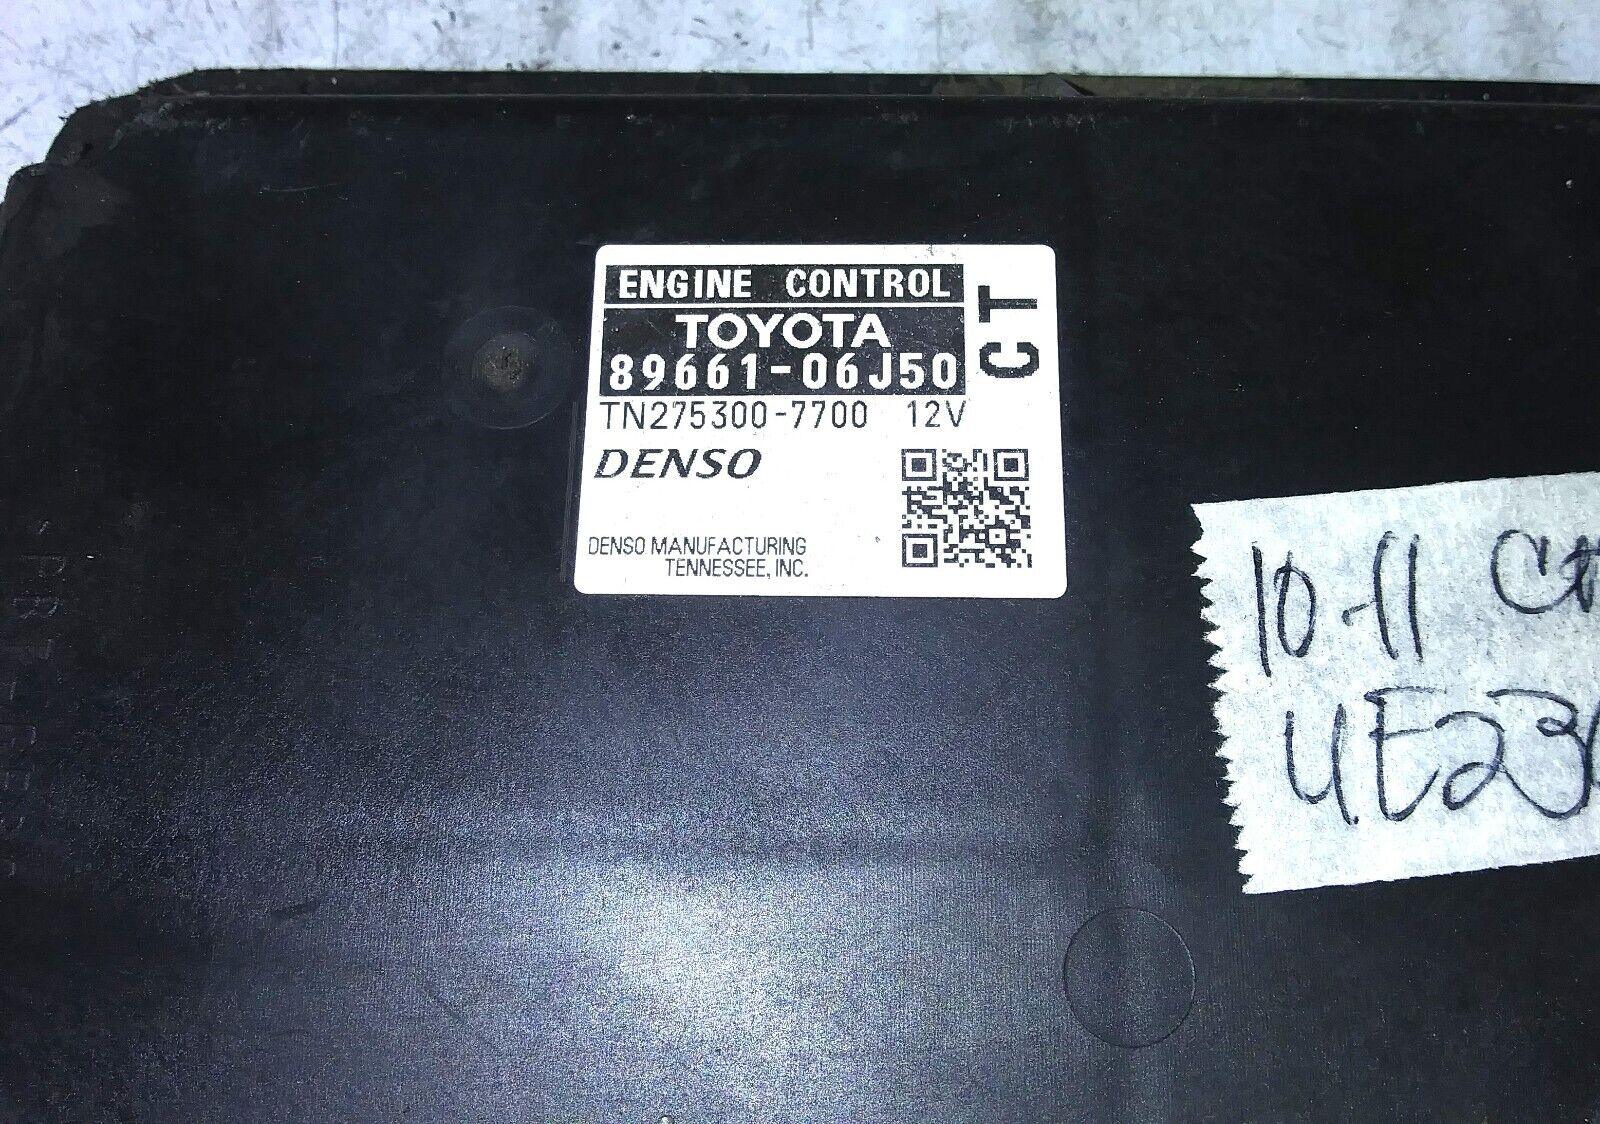 ENGINE CONTROL
CT
TOYOTA
89661-06J50
TN275300-7700 12V
DENSO
DENSO MANUFACTURING
TENNESSEE, INC.
10-11